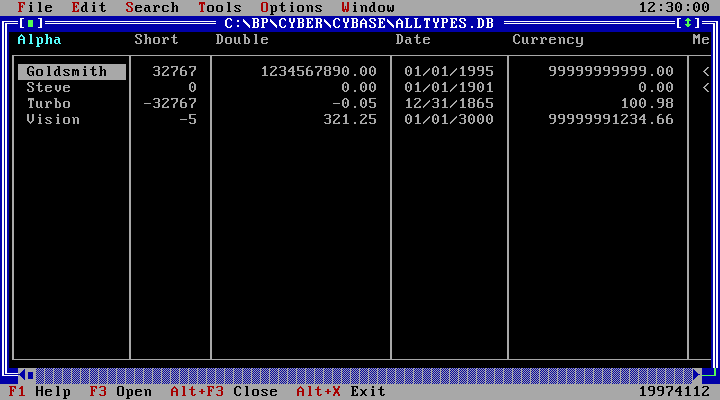 File Edit Search Tools Options Window 12:30:00
C:\BP\CYBER\CYBASE\ALLTYPES.DB
Alpha Short Double Date Currency Me
Goldsmith 32767 1234567890.00 01/01/1995 99999999999.00 <
Steve 0 0.00 01/01/1901 0.00 <
Turbo -32767 -0.05 12/31/1865 100.98
Vision -5 321.25 01/01/3000 99999991234.66
F1 Help F3 Open Alt+F3 Close Alt+X Exit 19974112